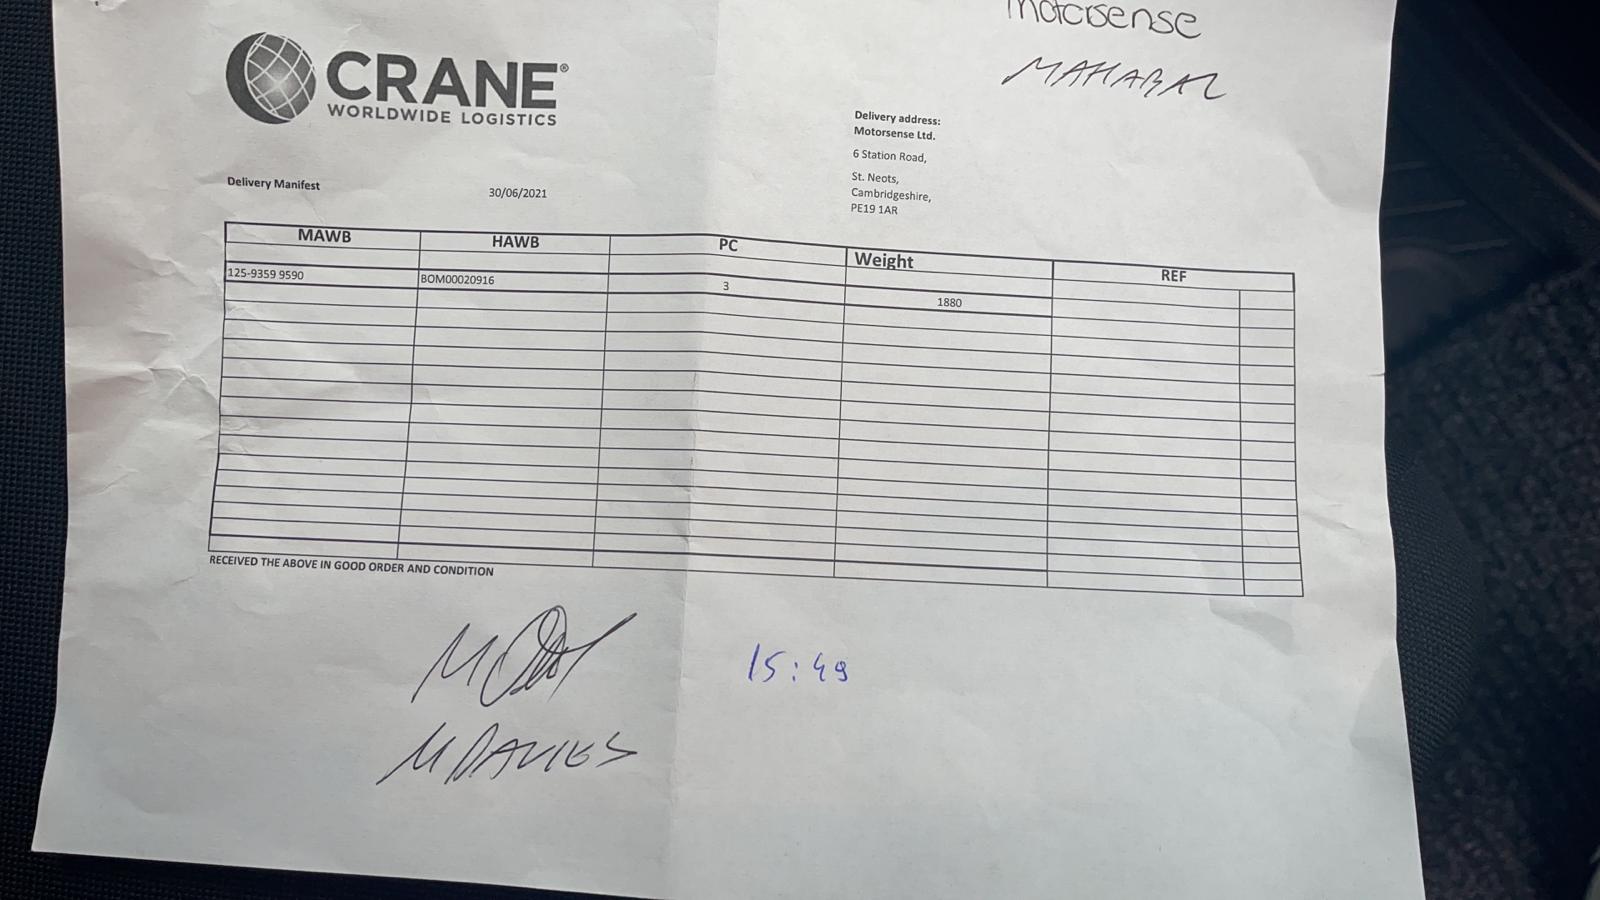 Motorsense
MAHABAL
CRANE®
WORLDWIDE LOGISTICS
Delivery address:
Motorsense Ltd.
6 Station Road,
St. Neots,
Cambridgeshire,
PE19 1AR
Delivery Manifest 30/06/2021
MAWB HAWB PC Weight REF
125-9359 9590 BOM00020916 3 1880
RECEIVED THE ABOVE IN GOOD ORDER AND CONDITION
15:49
M DAVIES